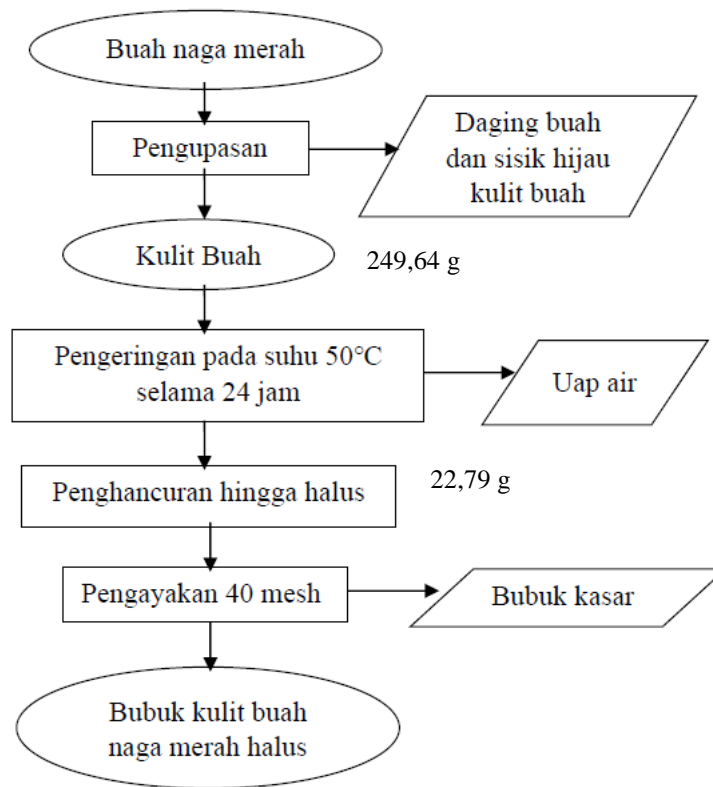 Buah naga merah
Pengupasan
Daging buah
dan sisik hijau
kulit buah
Kulit Buah
249,64 g
Pengeringan pada suhu 50°C
selama 24 jam
Uap air
Penghancuran hingga halus
22,79 g
Pengayakan 40 mesh
Bubuk kasar
Bubuk kulit buah
naga merah halus